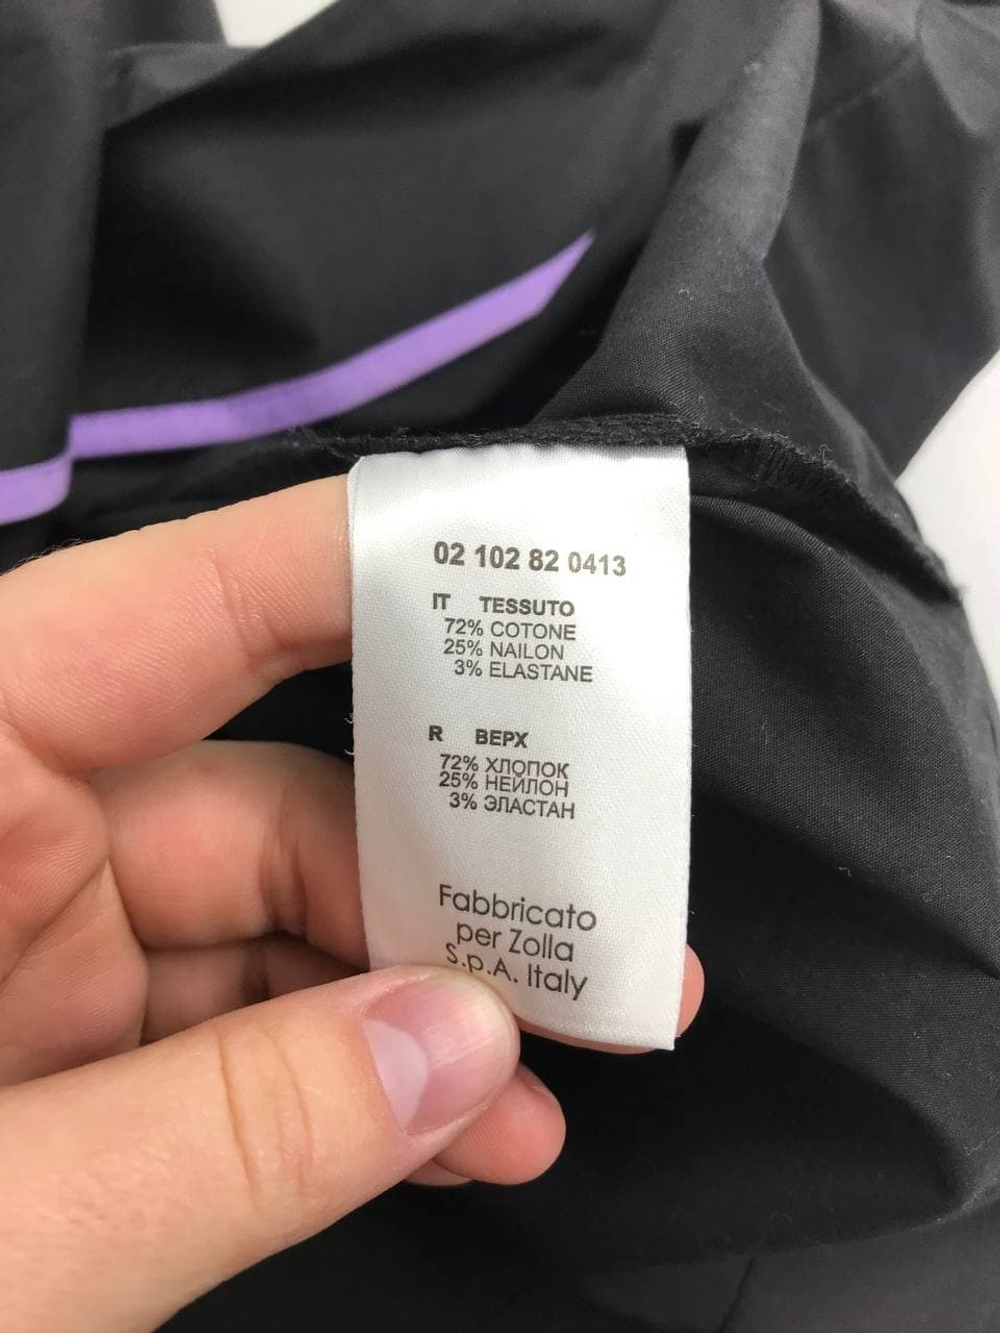 02 102 82 0413
IT TESSUTO
72% COTONE
25% NAILON
3% ELASTANE
R ВЕРХ
72% ХЛОПОК
25% НЕЙЛОН
3% ЭЛАСТАН
Fabbricato
per Zolla
S.p.A. Italy